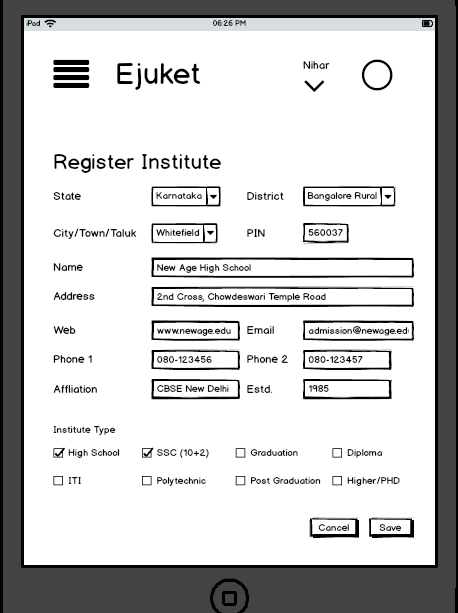 iPod 06:26 PM
Ejuket
Nihar
Register Institute
State Karnataka District Bangalore Rural
City/Town/Taluk Whitefield PIN 560037
Name New Age High School
Address 2nd Cross, Chowdeswari Temple Road
Web www.newage.edu Email admission@newage.edu
Phone 1 080-123456 Phone 2 080-123457
Affliation CBSE New Delhi Estd. 1985
Institute Type
High School SSC (10+2) Graduation Diploma
ITI Polytechnic Post Graduation Higher/PHD
Cancel Save